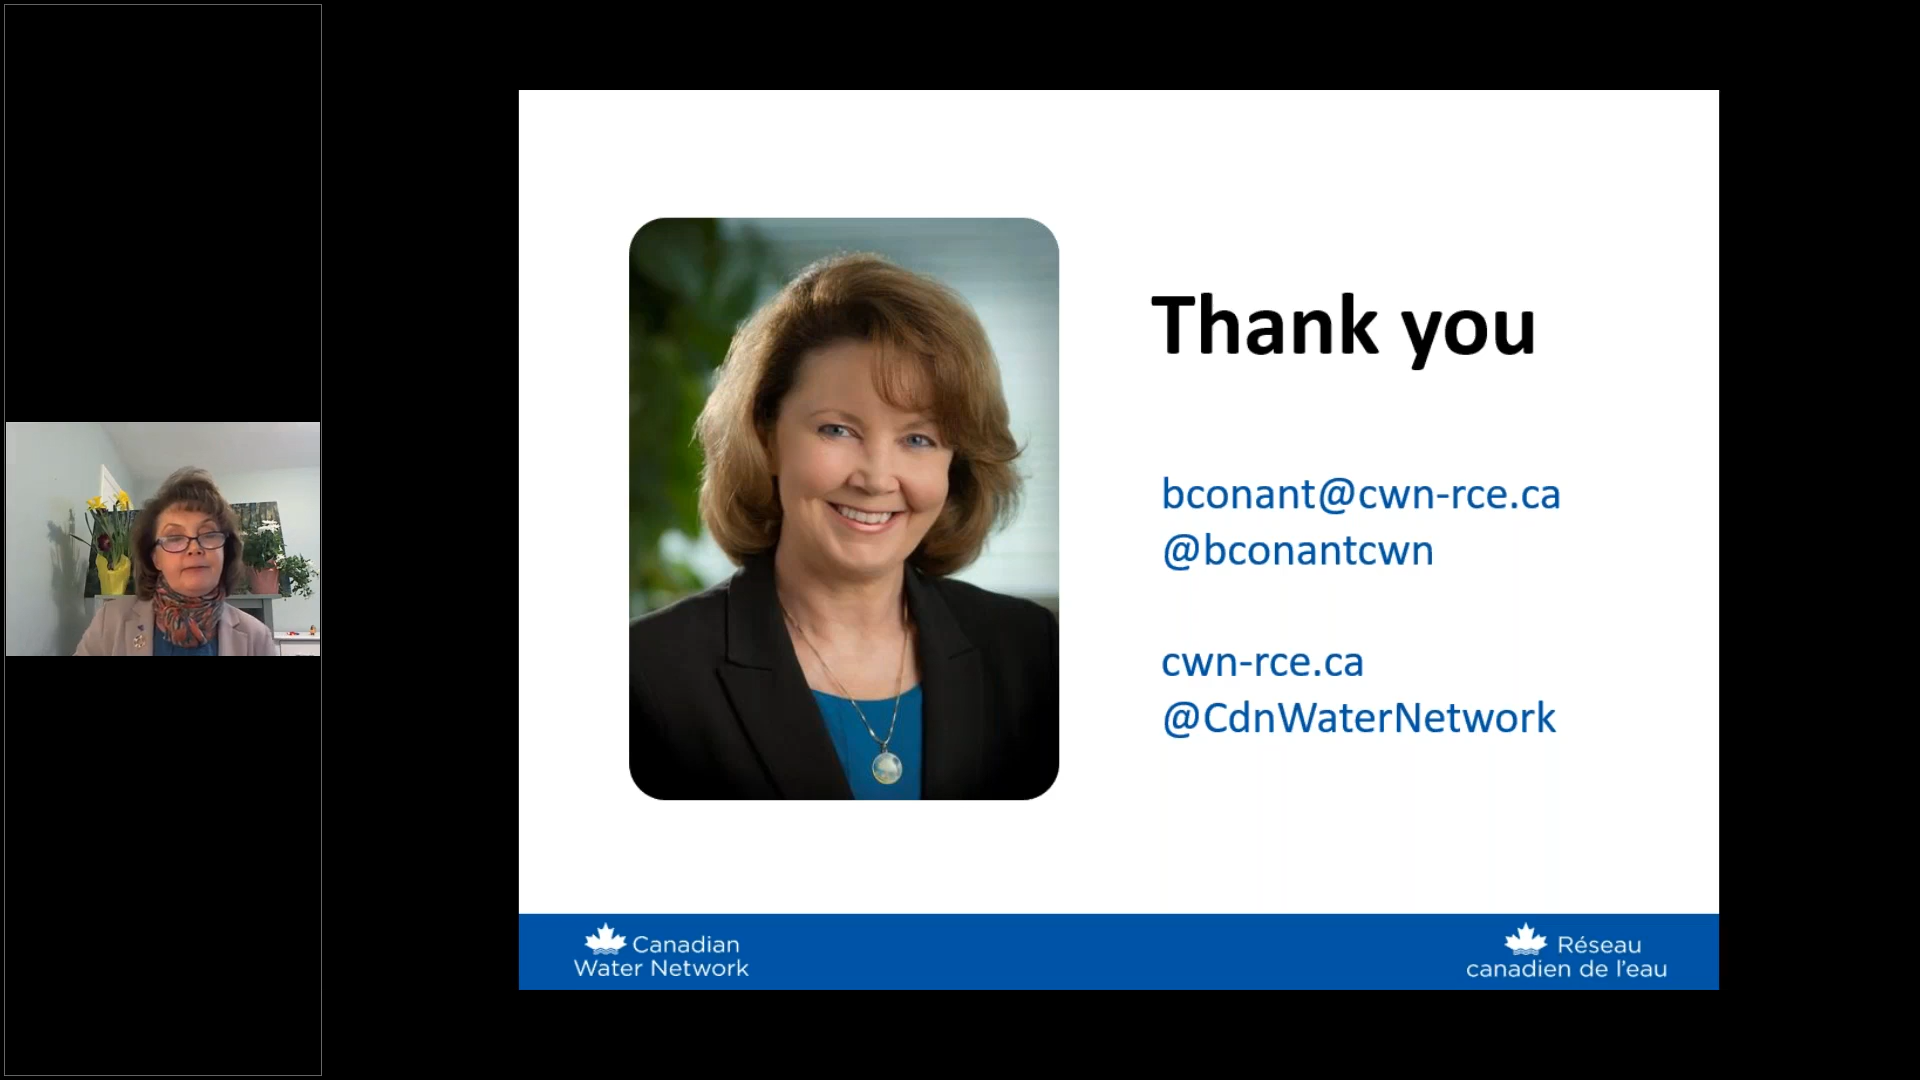 Thank you
bconant@cwn-rce.ca
@bconantcwn
cwn-rce.ca
@CdnWaterNetwork
Canadian
Water Network
Réseau
canadien de l'eau